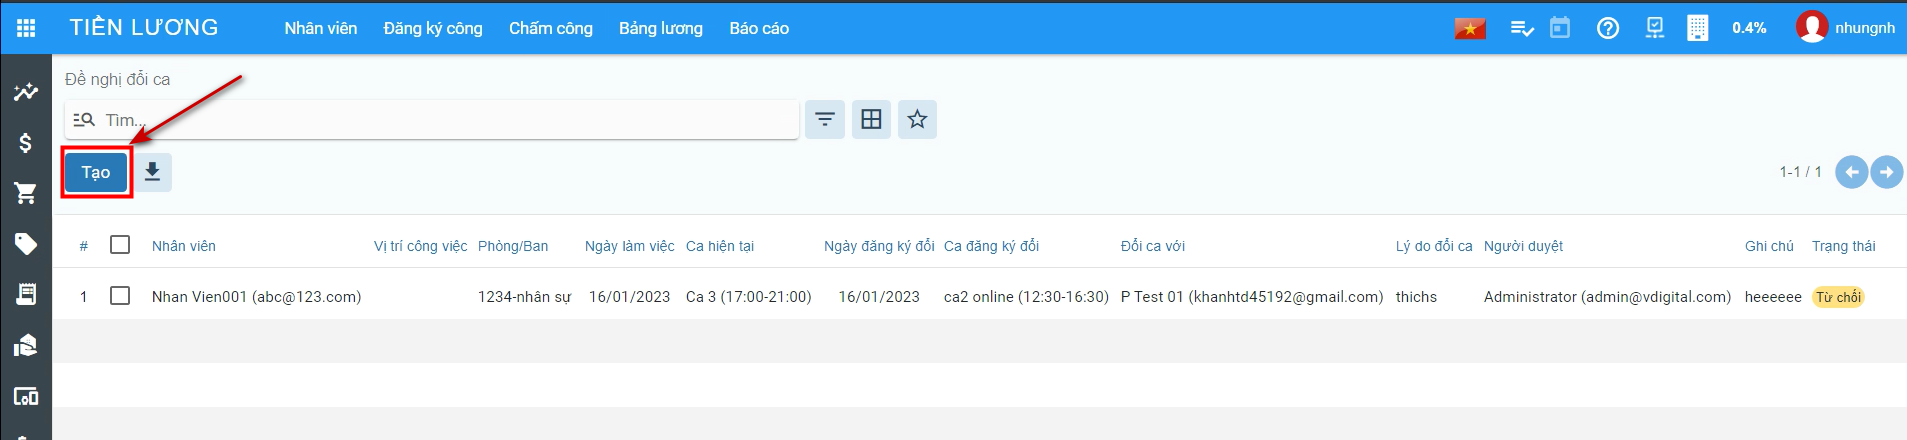 TIỀN LƯƠNG Nhân viên Đăng ký công Chấm công Bảng lương Báo cáo 0.4% nhungnh
Đề nghị đổi ca
Tìm...
Tạo 1-1 / 1
# Nhân viên Vị trí công việc Phòng/Ban Ngày làm việc Ca hiện tại Ngày đăng ký đổi Ca đăng ký đổi Đổi ca với Lý do đổi ca Người duyệt Ghi chú Trạng thái
1 Nhan Vien001 (abc@123.com) 1234-nhân sự 16/01/2023 Ca 3 (17:00-21:00) 16/01/2023 ca2 online (12:30-16:30) P Test 01 (khanhtd45192@gmail.com) thichs Administrator (admin@vdigital.com) heeeeee Từ chối